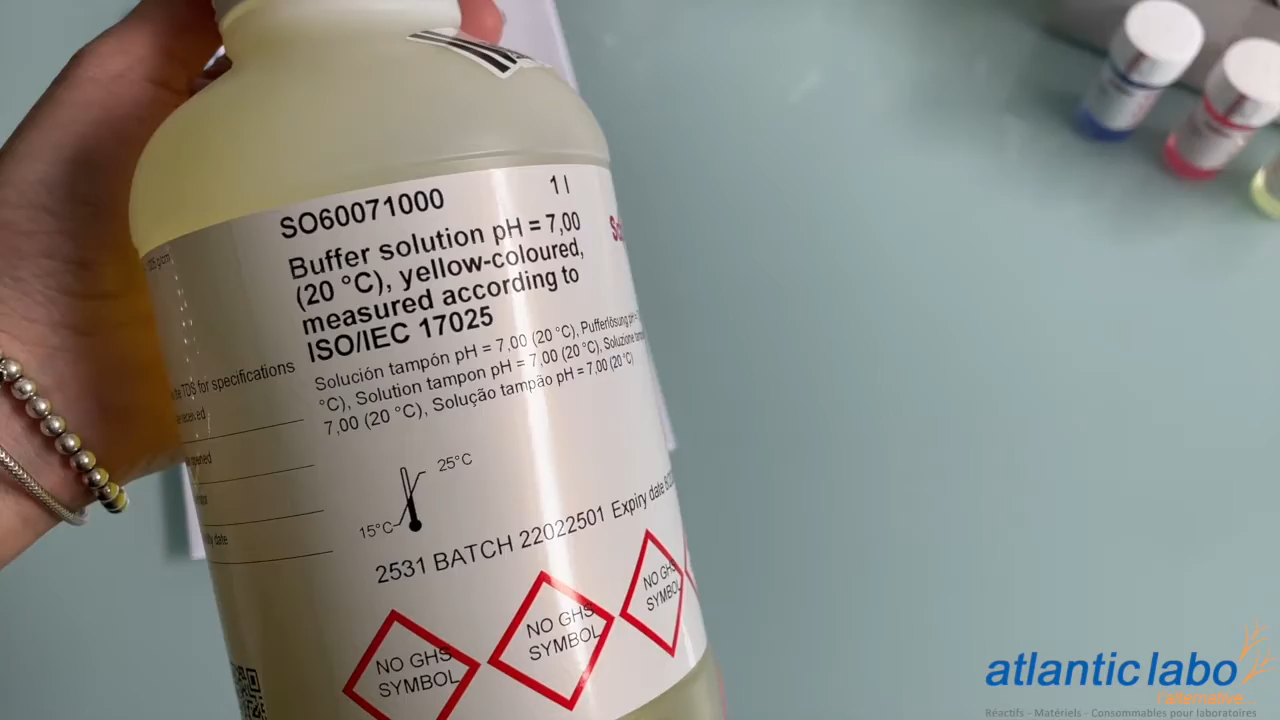 SO60071000
1 l
Buffer solution pH = 7,00
(20 °C), yellow-coloured,
measured according to
ISO/IEC 17025
Solución tampón pH = 7,00 (20 °C), Pufferlösung pH
°C), Solution tampon pH = 7,00 (20 °C), Soluzione
7,00 (20 °C), Solução tampão pH = 7,00 (20 °C)
TDS for specifications
25°C
15°C
2531 BATCH 22022501 Expiry date
NO GHS
SYMBOL
NO GHS
SYMBOL
NO GHS
SYMBOL
atlantic labo
l'alternative...
Réactifs - Matériels - Consommables pour laboratoires